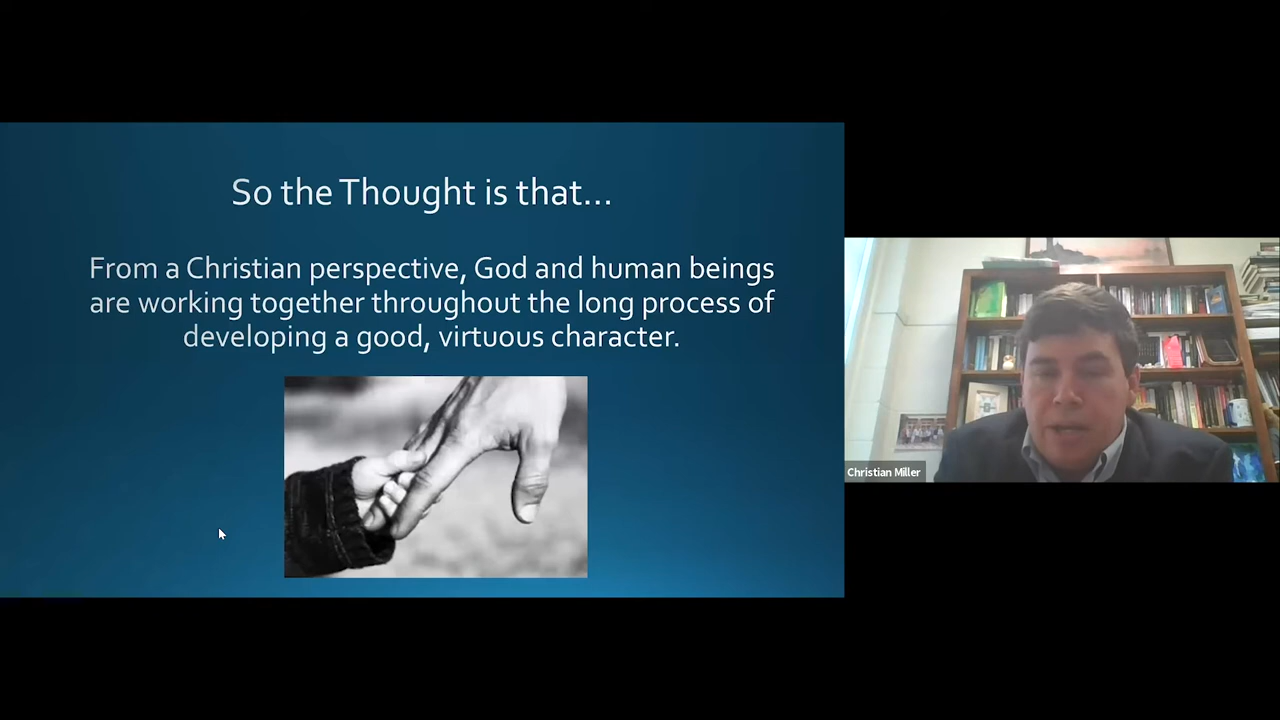 So the Thought is that...
From a Christian perspective, God and human beings
are working together throughout the long process of
developing a good, virtuous character.
Christian Miller